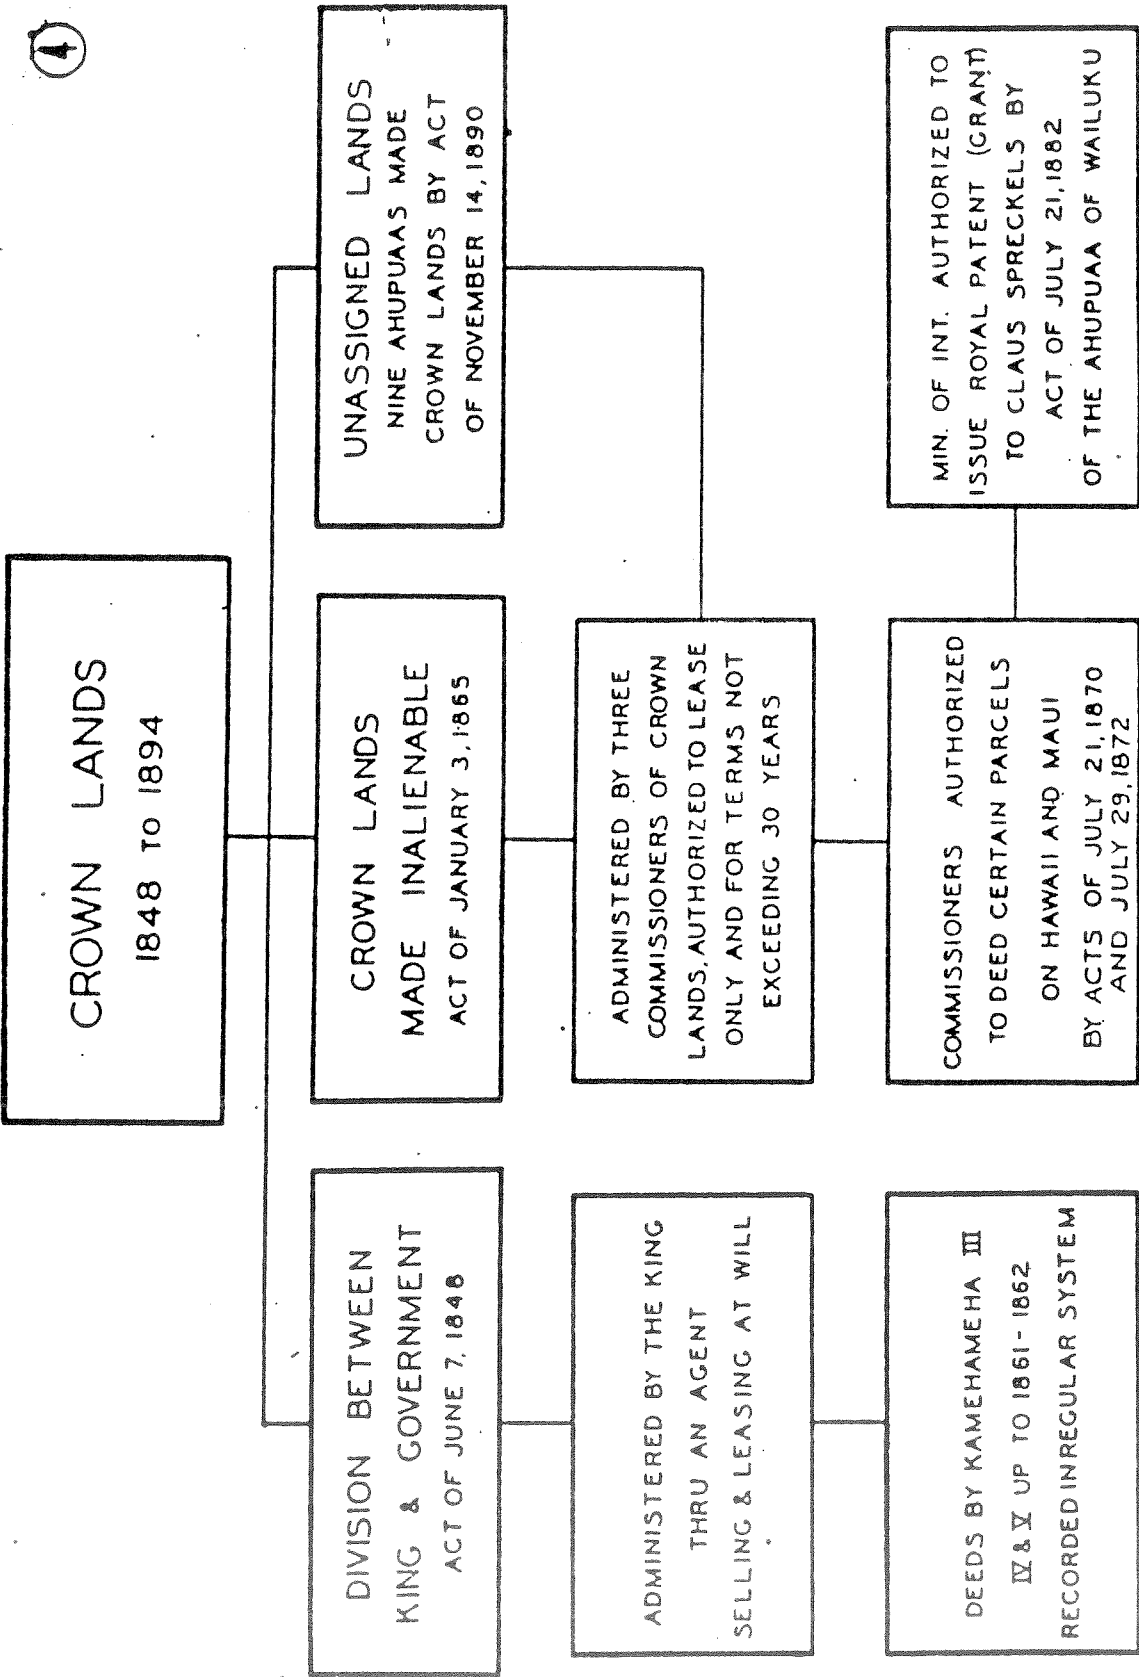 4
CROWN LANDS
1848 TO 1894
DIVISION BETWEEN
KING & GOVERNMENT
ACT OF JUNE 7, 1848
CROWN LANDS
MADE INALIENABLE
ACT OF JANUARY 3, 1865
UNASSIGNED LANDS
NINE AHUPUAAS MADE
CROWN LANDS BY ACT
OF NOVEMBER 14, 1890
ADMINISTERED BY THE KING
THRU AN AGENT
SELLING & LEASING AT WILL
ADMINISTERED BY THREE
COMMISSIONERS OF CROWN
LANDS, AUTHORIZED TO LEASE
ONLY AND FOR TERMS NOT
EXCEEDING 30 YEARS
DEEDS BY KAMEHAMEHA III
IV & V UP TO 1861-1862
RECORDED IN REGULAR SYSTEM
COMMISSIONERS AUTHORIZED
TO DEED CERTAIN PARCELS
ON HAWAII AND MAUI
BY ACTS OF JULY 21, 1870
AND JULY 29, 1872
MIN. OF INT. AUTHORIZED TO
ISSUE ROYAL PATENT (GRANT)
TO CLAUS SPRECKELS BY
ACT OF JULY 21, 1882
OF THE AHUPUAA OF WAILUKU